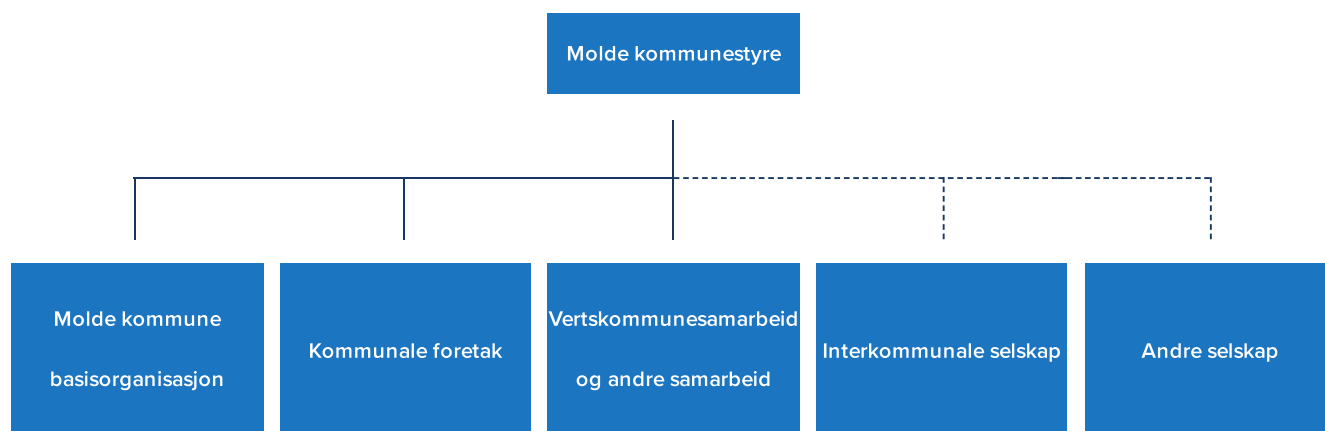 Molde kommunestyre
Molde kommune
basisorganisasjon
Kommunale foretak
Vertskommunesamarbeid
og andre samarbeid
Interkommunale selskap
Andre selskap